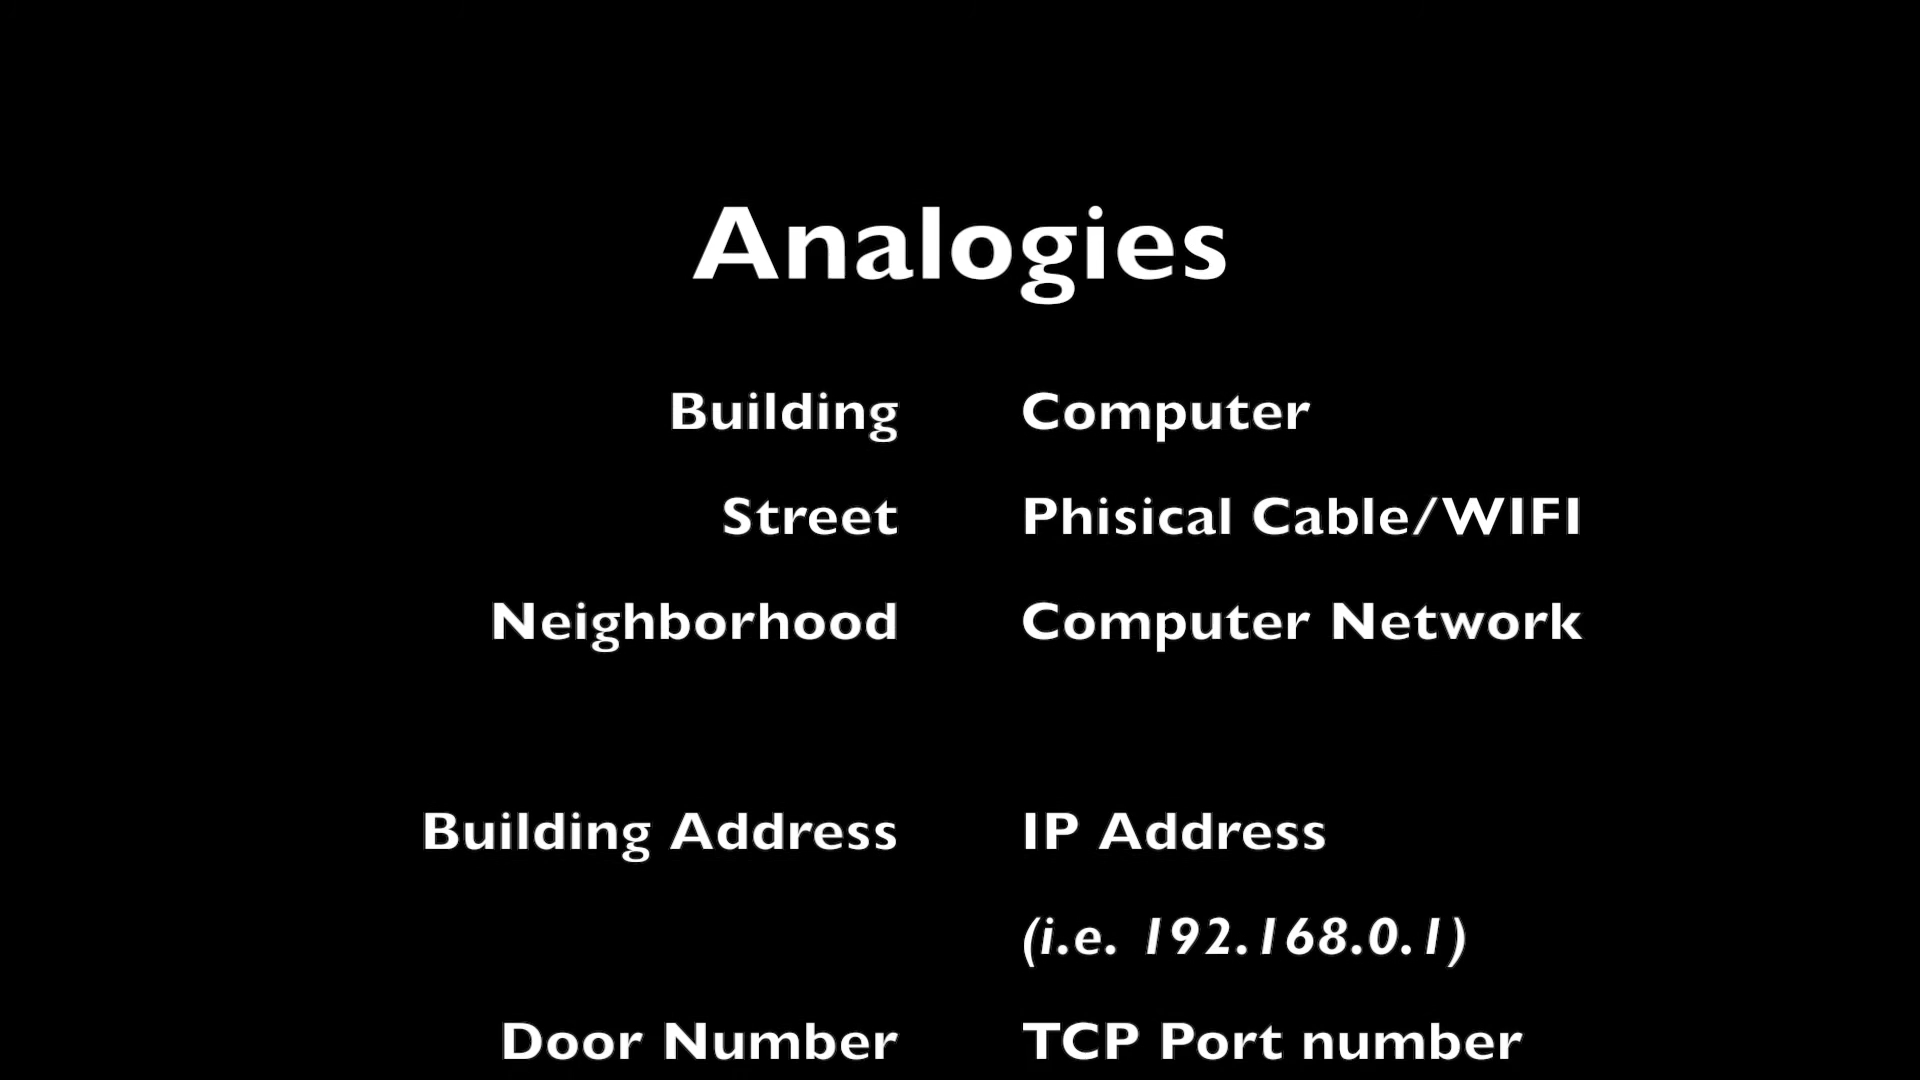 Analogies
Building Computer
Street Phisical Cable/WIFI
Neighborhood Computer Network
Building Address IP Address
(i.e. 192.168.0.1)
Door Number TCP Port number